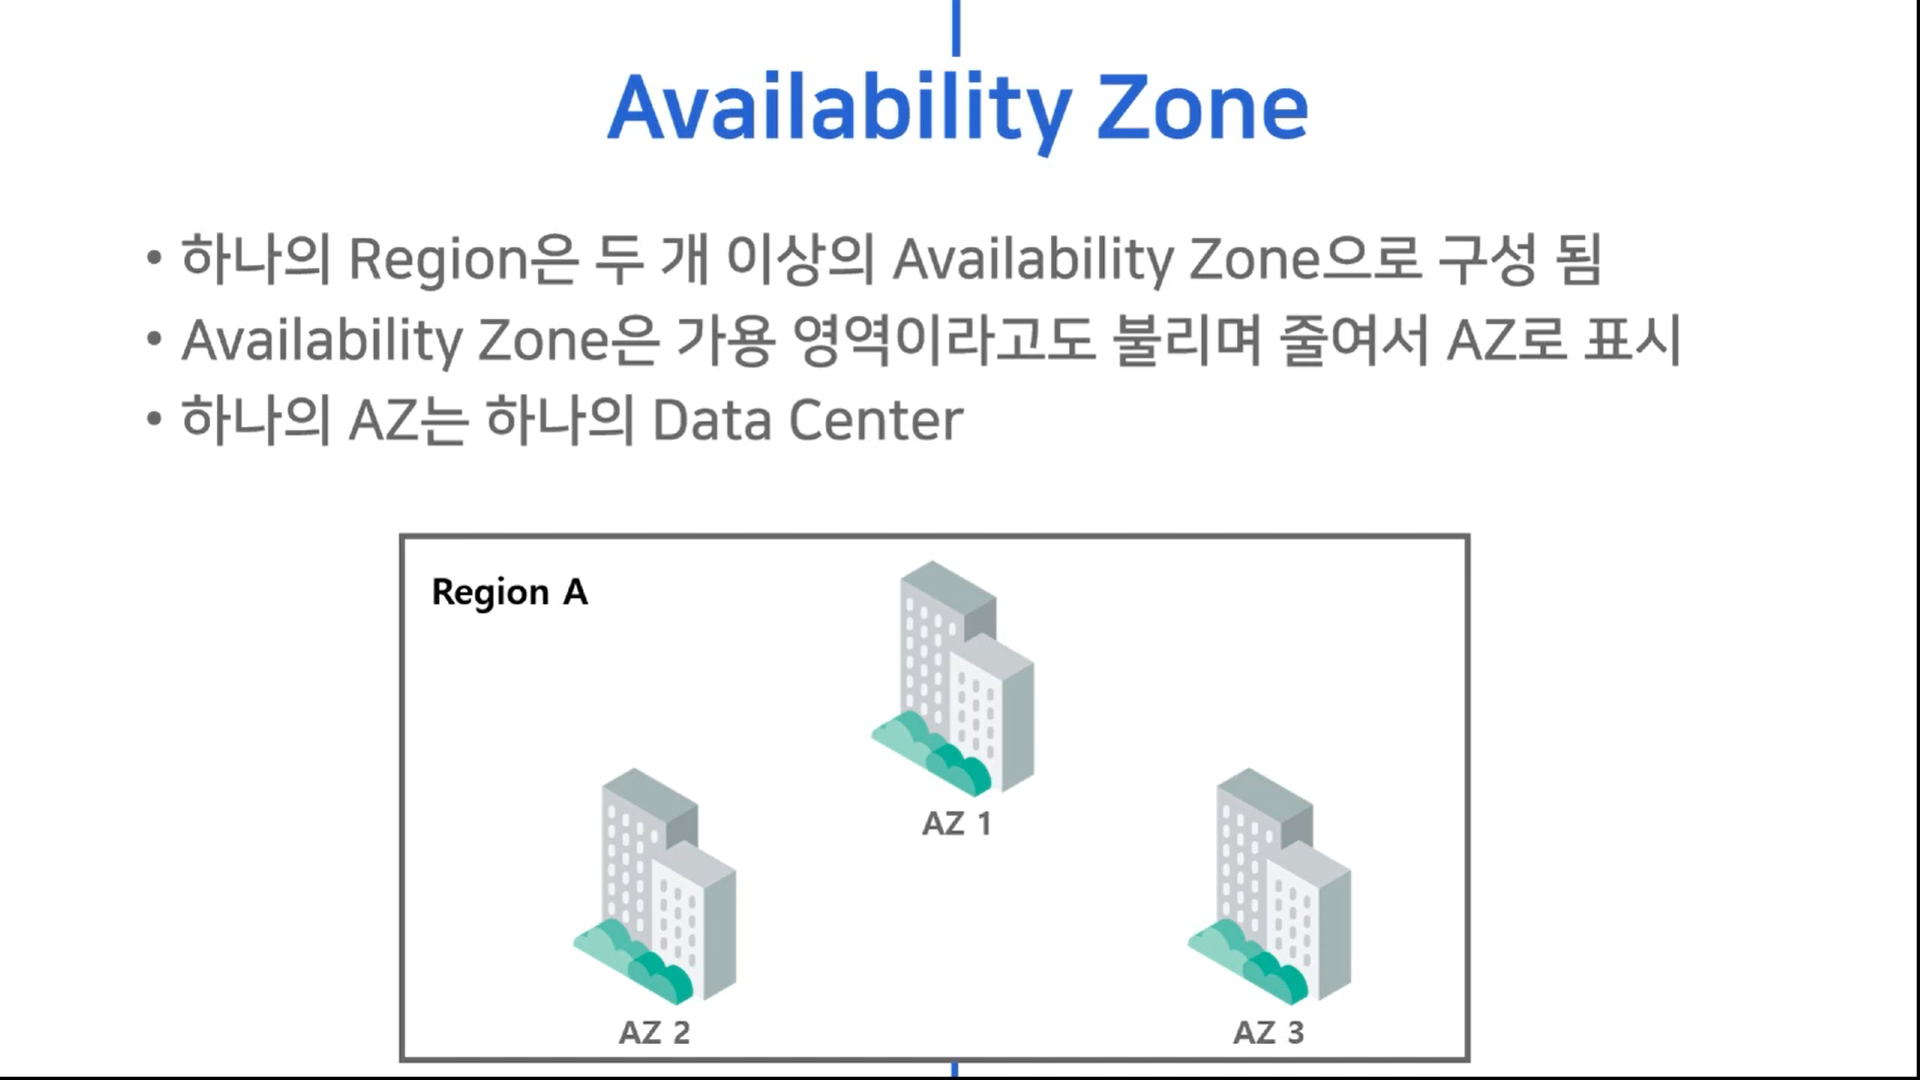 Availability Zone
• 하나의 Region은 두 개 이상의 Availability Zone으로 구성 됨
• Availability Zone은 가용 영역이라고도 불리며 줄여서 AZ로 표시
• 하나의 AZ는 하나의 Data Center
Region A
AZ 1
AZ 2
AZ 3